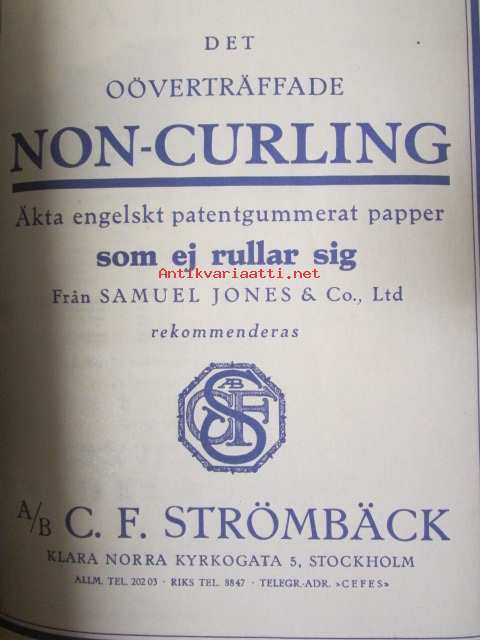 DET
OÖVERTRÄFFADE
NON-CURLING
Äkta engelskt patentgummerat papper
som ej rullar sig
Antikvariaatti.net
Från SAMUEL JONES & Co., Ltd
rekommenderas
AB
CFS
A/B C. F. STRÖMBÄCK
KLARA NORRA KYRKOGATA 5, STOCKHOLM
ALLM. TEL. 202 03 · RIKS TEL. 8847 · TELEGR.-ADR. »CEFES»